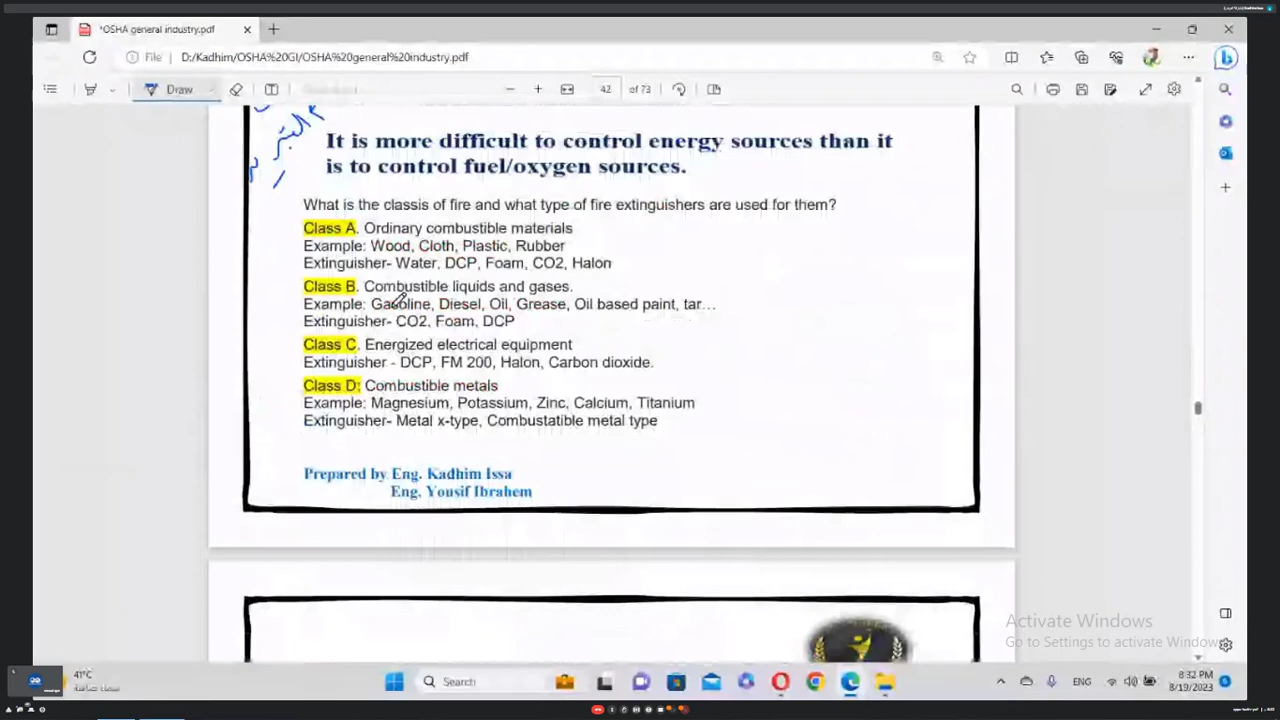 *OSHA general industry.pdf
File D:/Kadhim/OSHA%20GI/OSHA%20general%20industry.pdf
Draw 42 of 73
It is more difficult to control energy sources than it
is to control fuel/oxygen sources.
What is the classis of fire and what type of fire extinguishers are used for them?
Class A. Ordinary combustible materials
Example: Wood, Cloth, Plastic, Rubber
Extinguisher- Water, DCP, Foam, CO2, Halon
Class B. Combustible liquids and gases.
Example: Gasoline, Diesel, Oil, Grease, Oil based paint, tar...
Extinguisher- CO2, Foam, DCP
Class C. Energized electrical equipment
Extinguisher - DCP, FM 200, Halon, Carbon dioxide.
Class D: Combustible metals
Example: Magnesium, Potassium, Zinc, Calcium, Titanium
Extinguisher- Metal x-type, Combustatible metal type
Prepared by Eng. Kadhim Issa
Eng. Yousif Ibrahem
Activate Windows
Go to Settings to activate Windows
41°C
Search
ENG
8:32 PM
8/19/2023